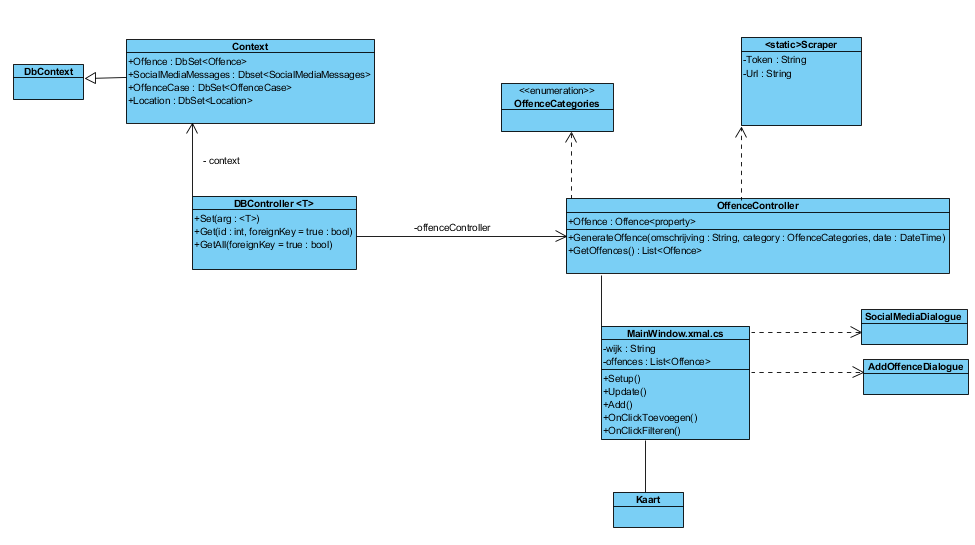 Context
+Offence : DbSet<Offence>
+SocialMediaMessages : Dbset<SocialMediaMessages>
+OffenceCase : DbSet<OffenceCase>
+Location : DbSet<Location>
DbContext
<static>Scraper
-Token : String
-Url : String
<<enumeration>>
OffenceCategories
- context
DBController <T>
+Set(arg : <T>)
+Get(id : int, foreignKey = true : bool)
+GetAll(foreignKey = true : bool)
-offenceController
OffenceController
+Offence : Offence<property>
+GenerateOffence(omschrijving : String, category : OffenceCategories, date : DateTime)
+GetOffences() : List<Offence>
MainWindow.xmal.cs
-wijk : String
-offences : List<Offence>
+Setup()
+Update()
+Add()
+OnClickToevoegen()
+OnClickFilteren()
SocialMediaDialogue
AddOffenceDialogue
Kaart